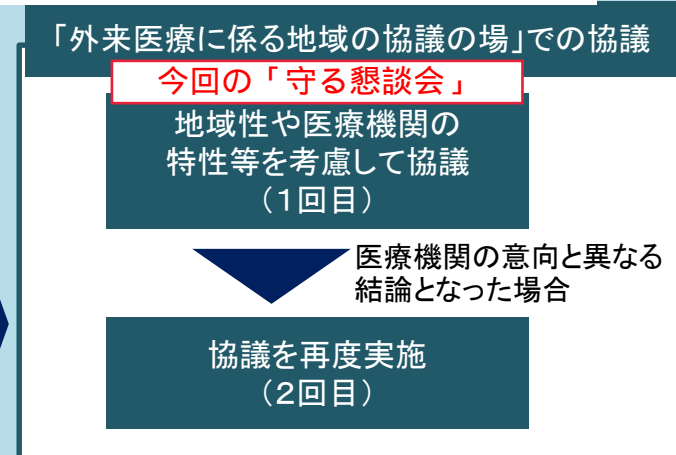 「外来医療に係る地域の協議の場」での協議
今回の「守る懇談会」
地域性や医療機関の
特性等を考慮して協議
（１回目）
医療機関の意向と異なる
結論となった場合
協議を再度実施
（２回目）